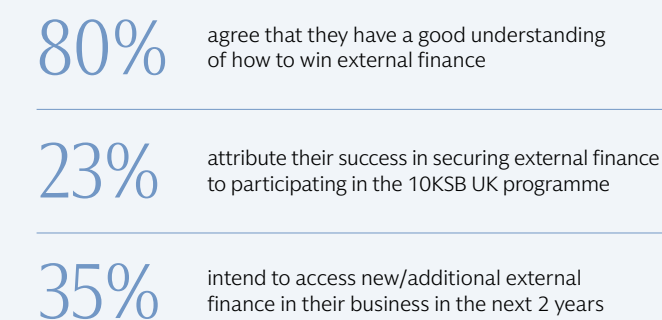 80%
agree that they have a good understanding
of how to win external finance
23%
attribute their success in securing external finance
to participating in the 10KSB UK programme
35%
intend to access new/additional external
finance in their business in the next 2 years